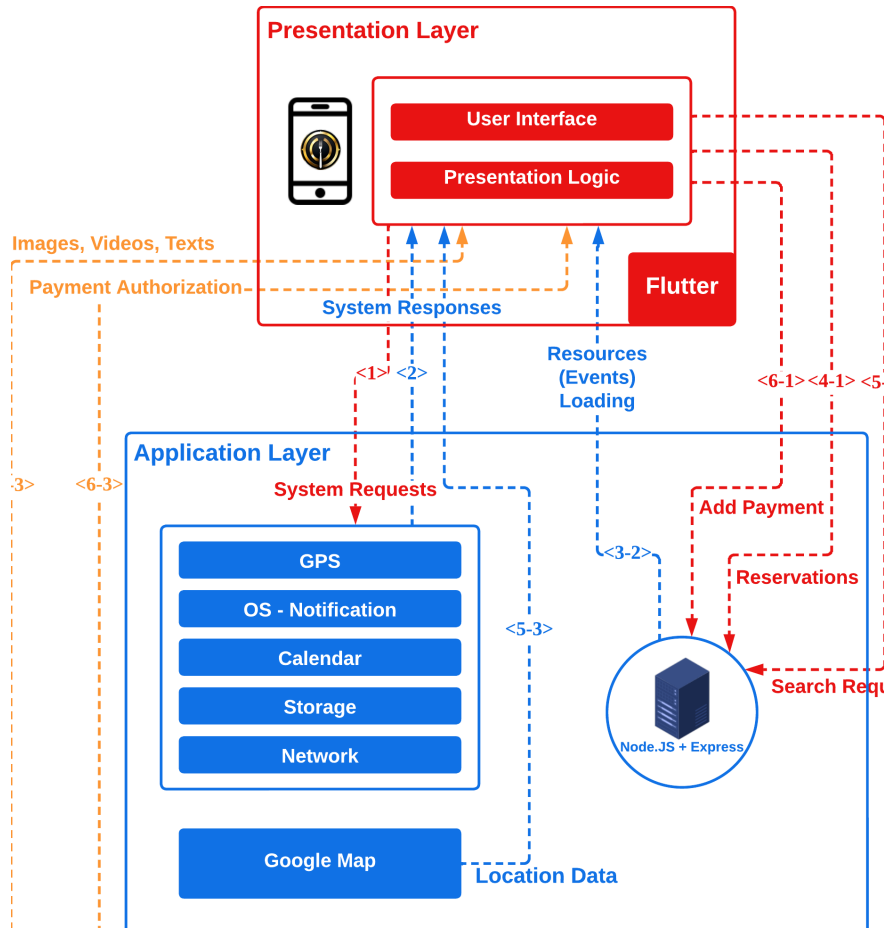 Presentation Layer
User Interface
Presentation Logic
Images, Videos, Texts
Payment Authorization
System Responses
Flutter
Resources
(Events)
Loading
<1>
<2>
<6-1>
<4-1>
<5-
Application Layer
-3>
<6-3>
System Requests
Add Payment
GPS
<3-2>
Reservations
OS - Notification
<5-3>
Calendar
Search
Storage
Network
Node.JS + Express
Google Map
Location Data